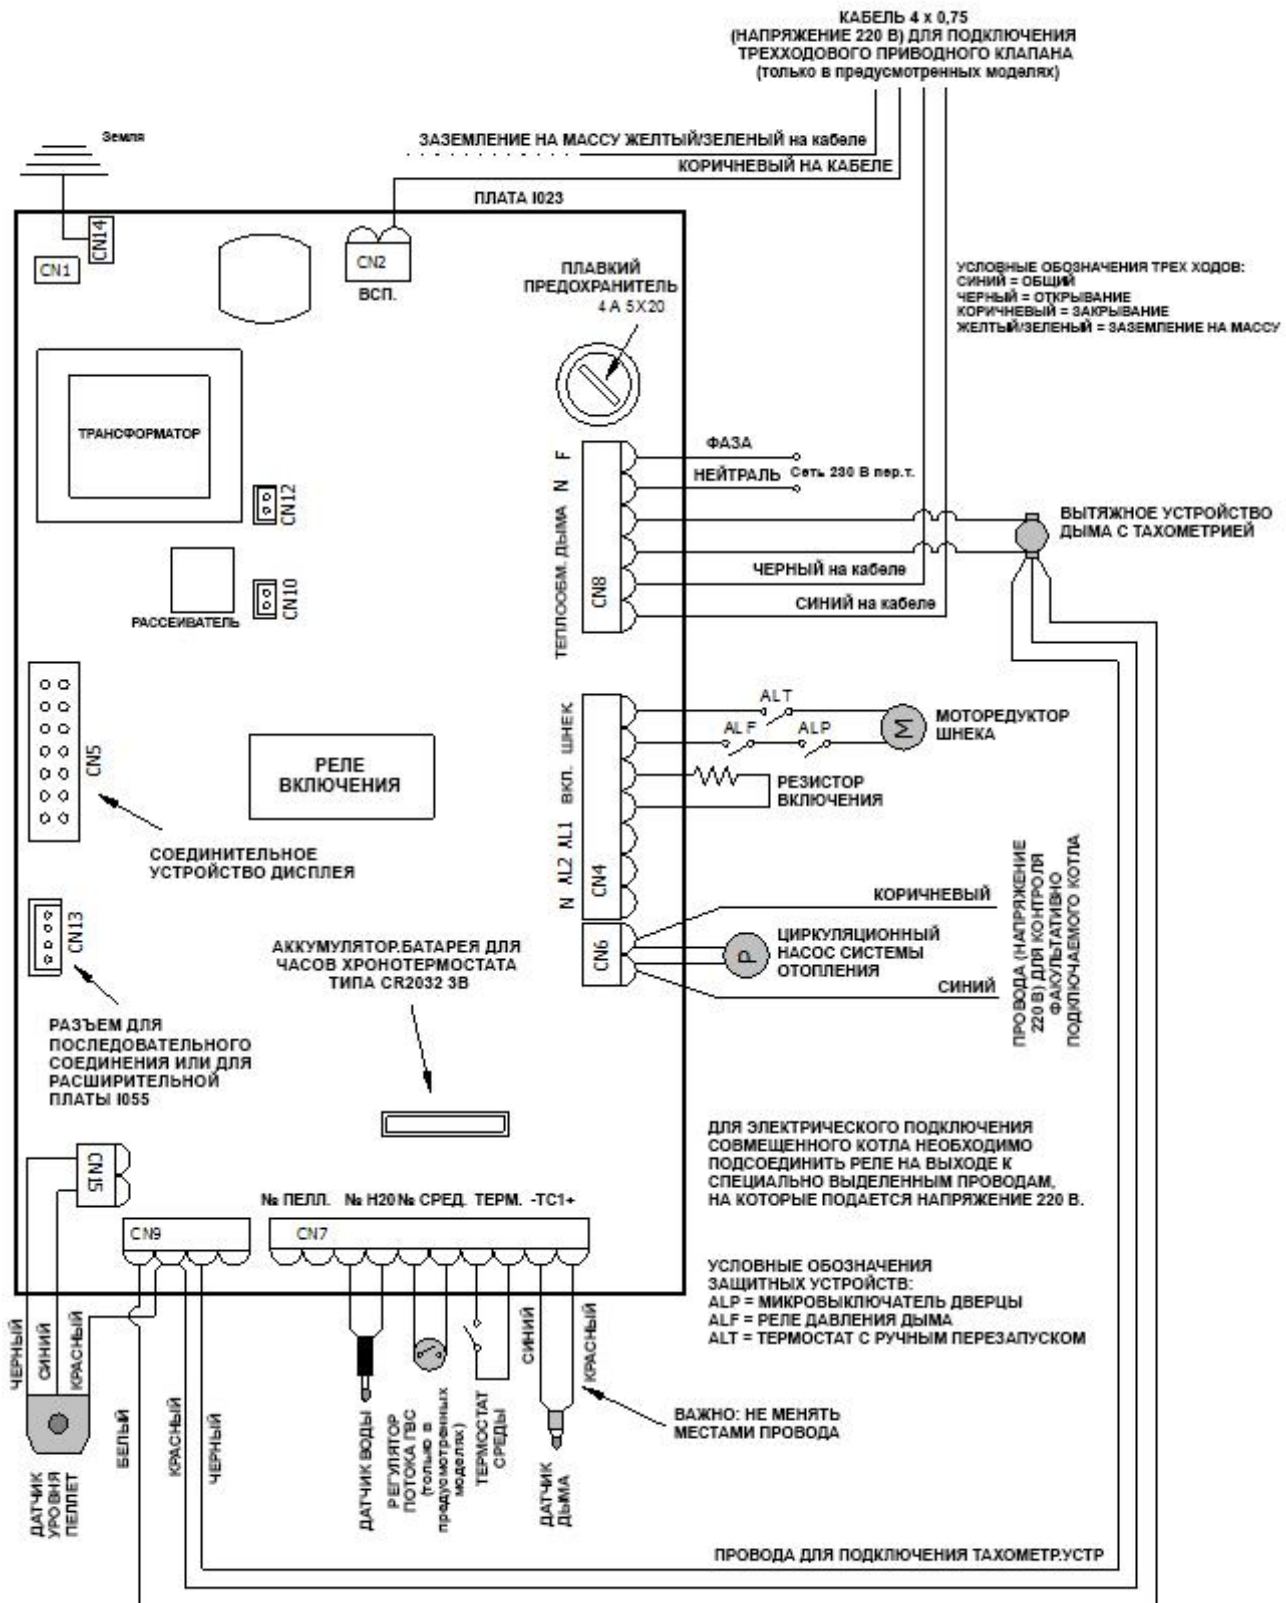 КАБЕЛЬ 4 x 0,75
(НАПРЯЖЕНИЕ 220 В) ДЛЯ ПОДКЛЮЧЕНИЯ
ТРЕХХОДОВОГО ПРИВОДНОГО КЛАПАНА
(только в предусмотренных моделях)
Земля
ЗАЗЕМЛЕНИЕ НА МАССУ ЖЕЛТЫЙ/ЗЕЛЕНЫЙ на кабеле
КОРИЧНЕВЫЙ НА КАБЕЛЕ
ПЛАТА I023
CN14
CN1
CN2
ВСП.
ПЛАВКИЙ
ПРЕДОХРАНИТЕЛЬ
4 A 5X20
УСЛОВНЫЕ ОБОЗНАЧЕНИЯ ТРЕХ ХОДОВ:
СИНИЙ = ОБЩИЙ
ЧЕРНЫЙ = ОТКРЫВАНИЕ
КОРИЧНЕВЫЙ = ЗАКРЫВАНИЕ
ЖЕЛТЫЙ/ЗЕЛЕНЫЙ = ЗАЗЕМЛЕНИЕ НА МАССУ
ТРАНСФОРМАТОР
CN12
РАССЕИВАТЕЛЬ
CN10
ТЕПЛООБМ. ДЫМА N F
CN8
ФАЗА
НЕЙТРАЛЬ
Сеть 230 В пер.т.
ВЫТЯЖНОЕ УСТРОЙСТВО
ДЫМА С ТАХОМЕТРИЕЙ
ЧЕРНЫЙ на кабеле
СИНИЙ на кабеле
CN5
РЕЛЕ
ВКЛЮЧЕНИЯ
N AL2 AL1 ВКЛ. ШНЕК
CN4
ALT
ALF
ALP
M
МОТОРЕДУКТОР
ШНЕКА
РЕЗИСТОР
ВКЛЮЧЕНИЯ
СОЕДИНИТЕЛЬНОЕ
УСТРОЙСТВО ДИСПЛЕЯ
CN13
CN6
КОРИЧНЕВЫЙ
P
ЦИРКУЛЯЦИОННЫЙ
НАСОС СИСТЕМЫ
ОТОПЛЕНИЯ
СИНИЙ
ПРОВОДА (НАПРЯЖЕНИЕ
220 В) ДЛЯ КОНТРОЛЯ
ФАКУЛЬТАТИВНО
ПОДКЛЮЧАЕМОГО КОТЛА
АККУМУЛЯТОР.БАТАРЕЯ ДЛЯ
ЧАСОВ ХРОНОТЕРМОСТАТА
ТИПА CR2032 3В
РАЗЪЕМ ДЛЯ
ПОСЛЕДОВАТЕЛЬНОГО
СОЕДИНЕНИЯ ИЛИ ДЛЯ
РАСШИРИТЕЛЬНОЙ
ПЛАТЫ I055
ДЛЯ ЭЛЕКТРИЧЕСКОГО ПОДКЛЮЧЕНИЯ
СОВМЕЩЕННОГО КОТЛА НЕОБХОДИМО
ПОДСОЕДИНИТЬ РЕЛЕ НА ВЫХОДЕ К
СПЕЦИАЛЬНО ВЫДЕЛЕННЫМ ПРОВОДАМ,
НА КОТОРЫЕ ПОДАЕТСЯ НАПРЯЖЕНИЕ 220 В.
CN15
№ ПЕЛЛ. № H20 № СРЕД. ТЕРМ. -TC1+
CN9
CN7
УСЛОВНЫЕ ОБОЗНАЧЕНИЯ
ЗАЩИТНЫХ УСТРОЙСТВ:
ALP = МИКРОВЫКЛЮЧАТЕЛЬ ДВЕРЦЫ
ALF = РЕЛЕ ДАВЛЕНИЯ ДЫМА
ALT = ТЕРМОСТАТ С РУЧНЫМ ПЕРЕЗАПУСКОМ
ЧЕРНЫЙ
СИНИЙ
КРАСНЫЙ
БЕЛЫЙ
КРАСНЫЙ
ЧЕРНЫЙ
СИНИЙ
КРАСНЫЙ
ДАТЧИК
УРОВНЯ
ПЕЛЛЕТ
ДАТЧИК ВОДЫ
РЕГУЛЯТОР
ПОТОКА ГВС
(только в
предусмотренных
моделях)
ТЕРМОСТАТ
СРЕДЫ
ДАТЧИК
ДЫМА
ВАЖНО: НЕ МЕНЯТЬ
МЕСТАМИ ПРОВОДА
ПРОВОДА ДЛЯ ПОДКЛЮЧЕНИЯ ТАХОМЕТР.УСТР